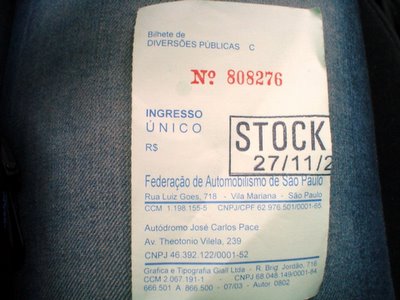 Bilhete de
DIVERSÕES PÚBLICAS C
Nº 808276
INGRESSO
ÚNICO
R$
STOCK
27/11/2
Federação de Automobilismo de São Paulo
Rua Luiz Goes, 718 - Vila Mariana - São Paulo
CCM 1.198.155-5 CNPJ/CPF 62 976.501/0001-65
Autódromo José Carlos Pace
Av. Theotonio Vilela, 239
CNPJ 46 392 122/0001-52
Grafica e Tipografia Giall Ltda - R. Brig. Jordão, 716
CCM 2 067.191-1 - CNPJ 68 048.149/0001-84
666 501 A 866 500 - 07/03 - Autor 0802